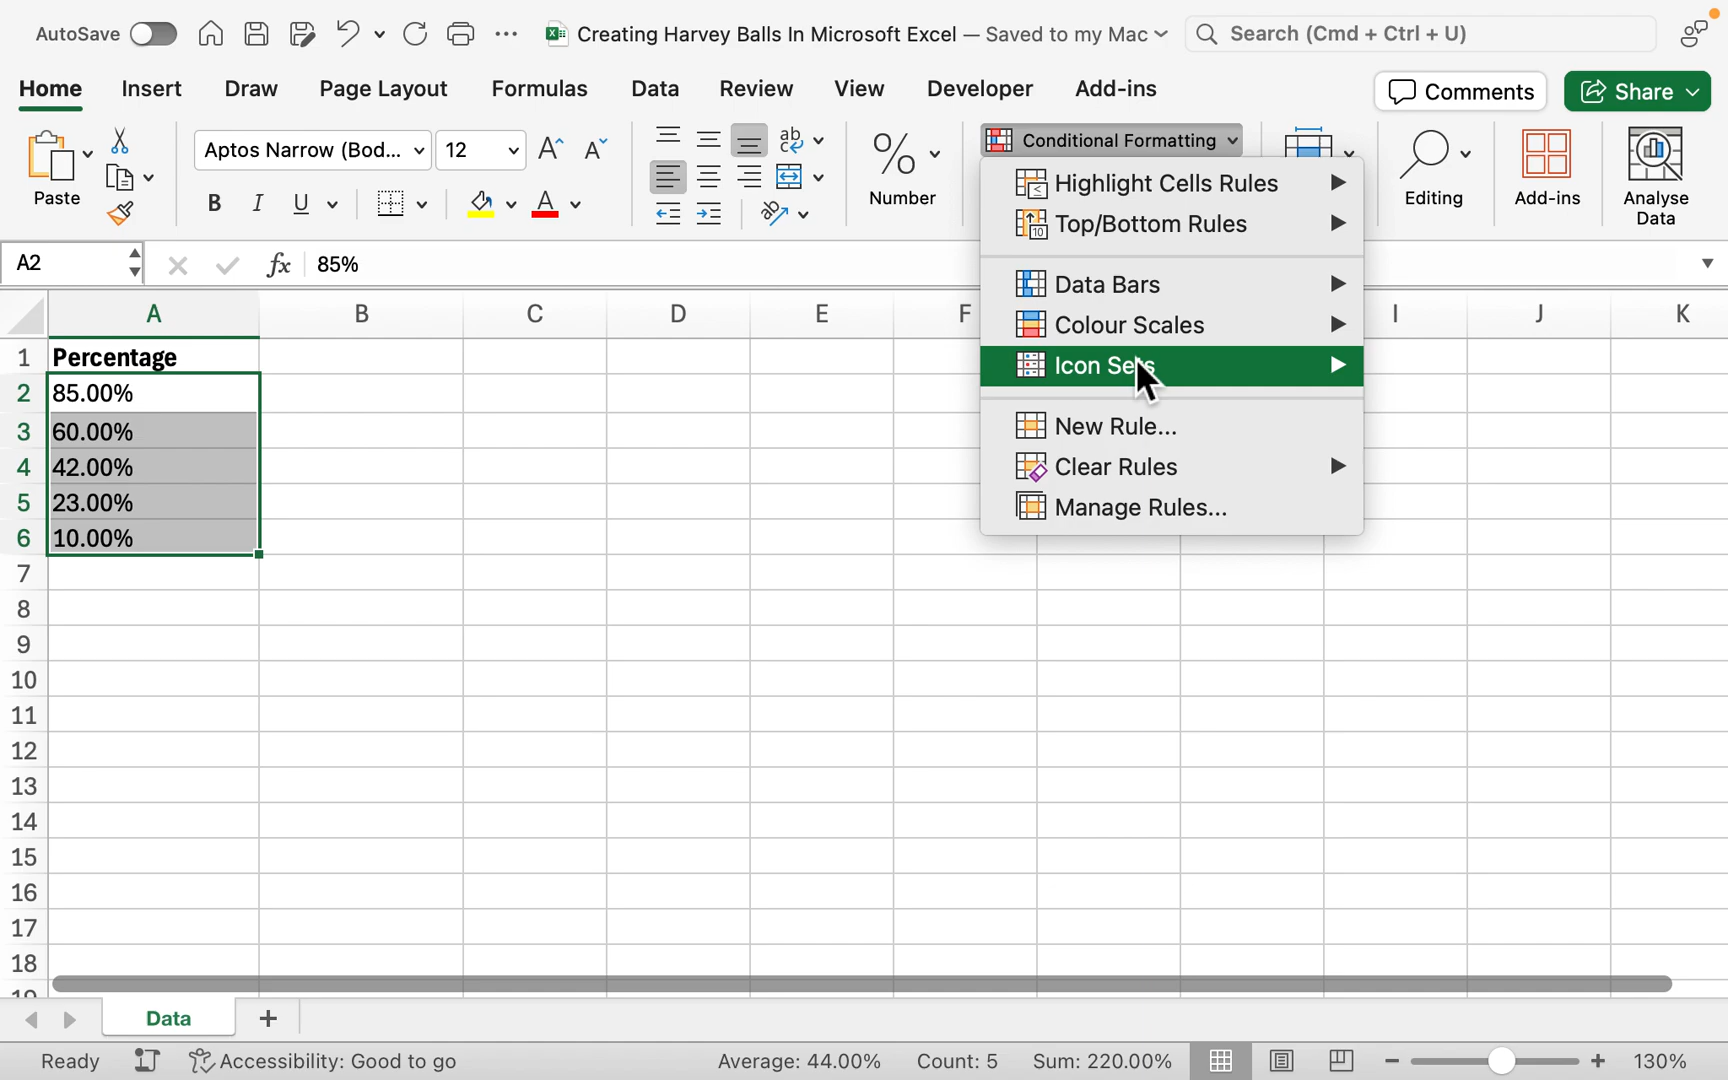 AutoSave
Creating Harvey Balls In Microsoft Excel — Saved to my Mac
Search (Cmd + Ctrl + U)
Home Insert Draw Page Layout Formulas Data Review View Developer Add-ins
Comments
Share
Paste
Aptos Narrow (Bod... 12
B I U
Number
Conditional Formatting
Editing
Add-ins
Analyse
Data
Highlight Cells Rules
Top/Bottom Rules
Data Bars
Colour Scales
Icon Sets
New Rule...
Clear Rules
Manage Rules...
A2 fx 85%
A B C D E F I J K
1 Percentage
2 85.00%
3 60.00%
4 42.00%
5 23.00%
6 10.00%
7
8
9
10
11
12
13
14
15
16
17
18
19
Data +
Ready
Accessibility: Good to go
Average: 44.00% Count: 5 Sum: 220.00%
− + 130%